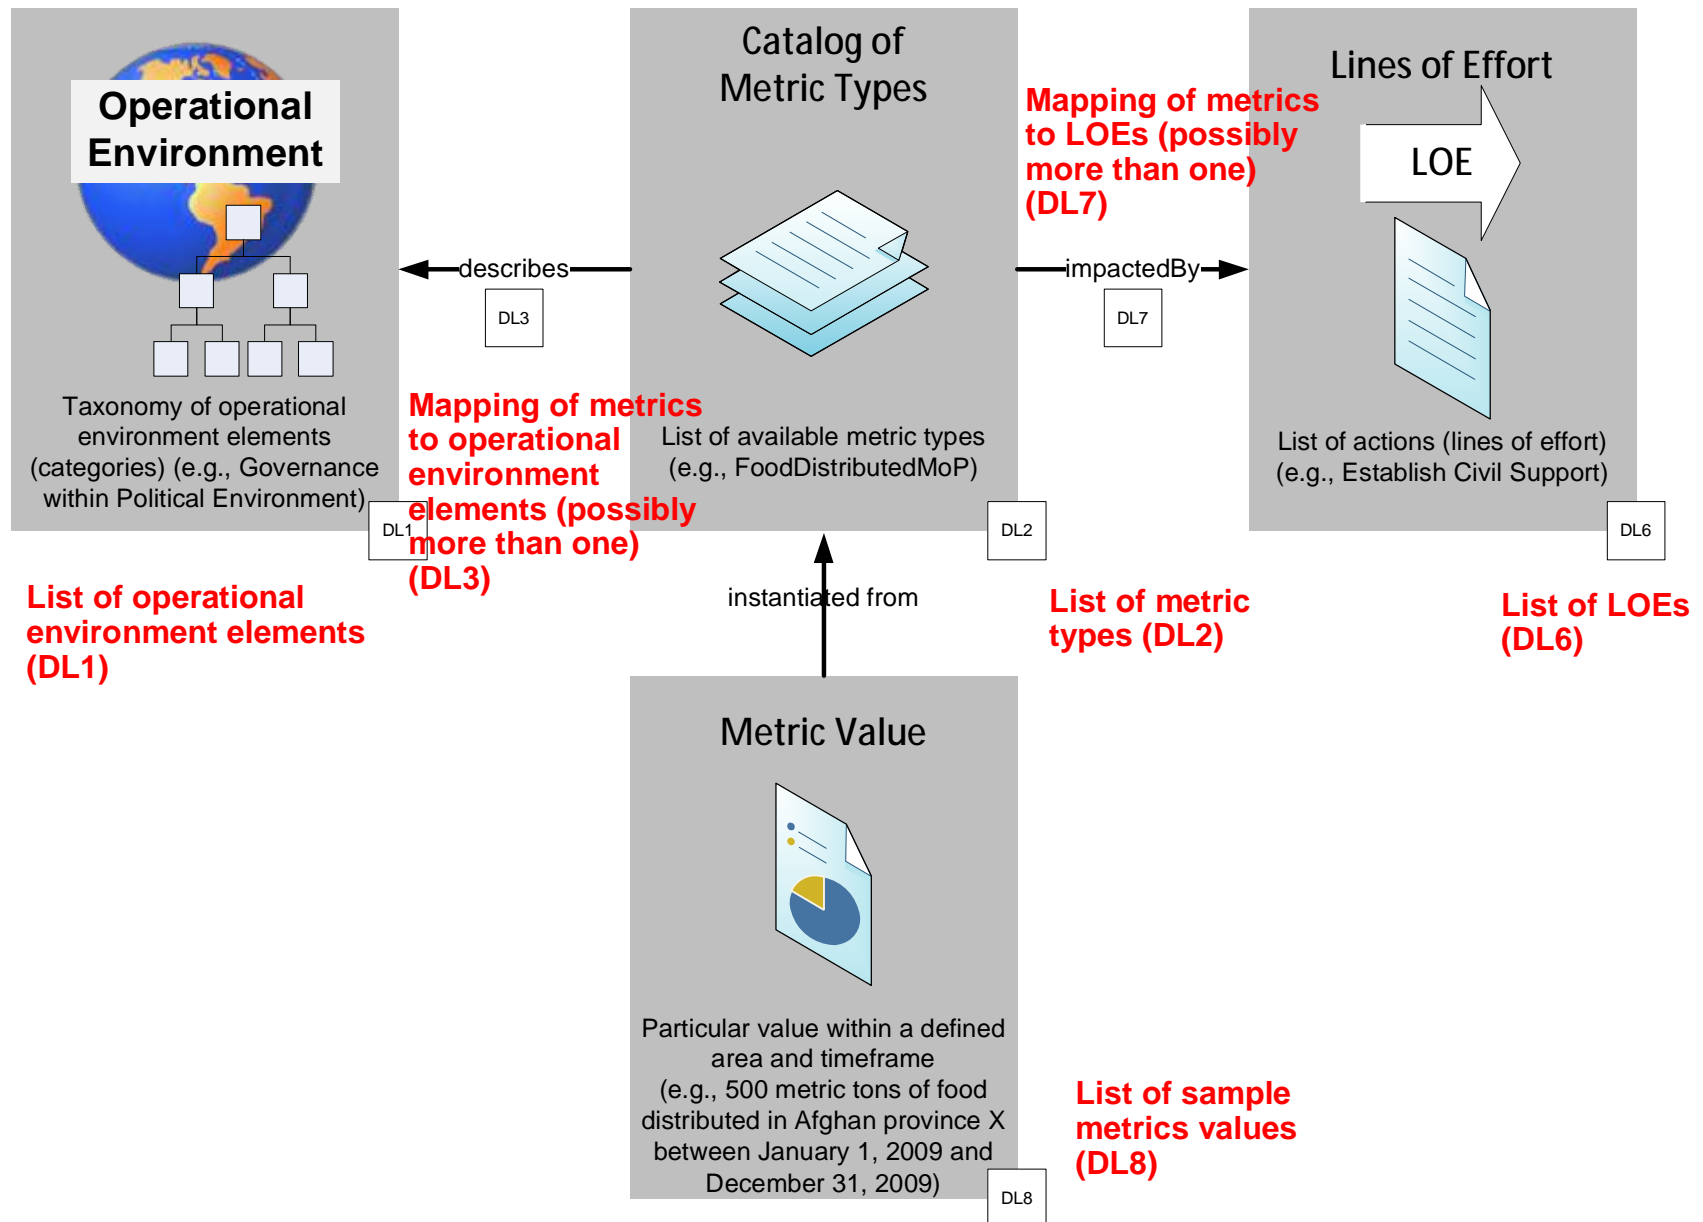 Operational
Environment
Taxonomy of operational
environment elements
(categories) (e.g., Governance
within Political Environment)
DL1
List of operational
environment elements
(DL1)
describes
DL3
Mapping of metrics
to operational
environment
elements (possibly
more than one)
(DL3)
Catalog of
Metric Types
List of available metric types
(e.g., FoodDistributedMoP)
DL2
List of metric
types (DL2)
Mapping of metrics
to LOEs (possibly
more than one)
(DL7)
impactedBy
DL7
Lines of Effort
LOE
List of actions (lines of effort)
(e.g., Establish Civil Support)
DL6
List of LOEs
(DL6)
instantiated from
Metric Value
Particular value within a defined
area and timeframe
(e.g., 500 metric tons of food
distributed in Afghan province X
between January 1, 2009 and
December 31, 2009)
DL8
List of sample
metrics values
(DL8)